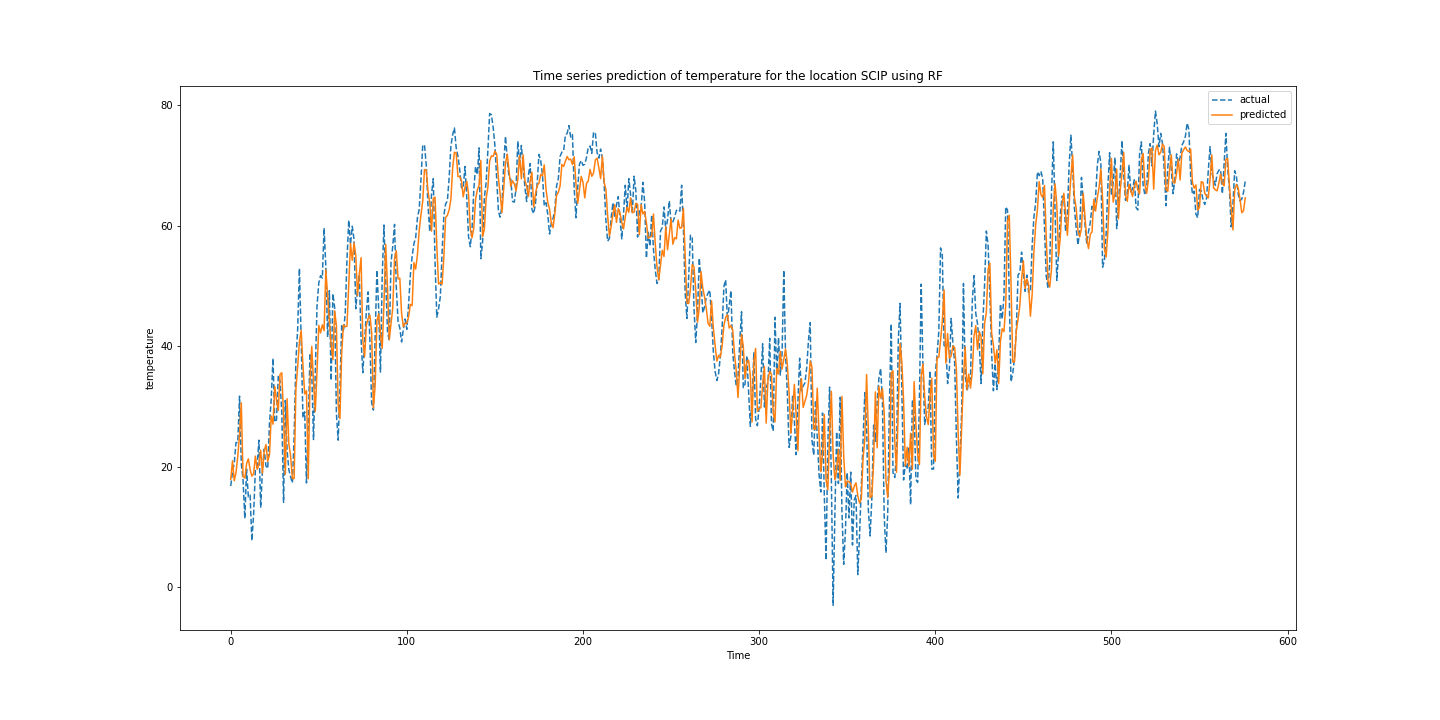 Time series prediction of temperature for the location SCIP using RF
actual
predicted
80
60
40
20
0
temperature
0 100 200 300 400 500 600
Time